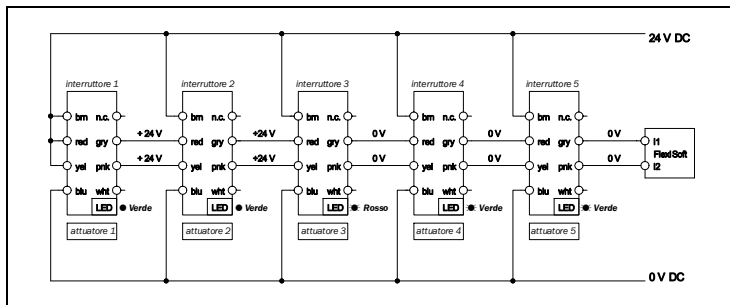 24 V DC
interruttore 1 interruttore 2 interruttore 3 interruttore 4 interruttore 5
brn n.c. brn n.c. brn n.c. brn n.c. brn n.c.
red gry + 24 V red gry +24 V red gry 0 V red gry 0 V red gry 0 V I1
FlexiSoft
yel pnk + 24 V yel pnk +24 V yel pnk 0 V yel pnk 0 V yel pnk 0 V I2
blu wht blu wht blu wht blu wht blu wht
LED Verde LED Verde LED Rosso LED Verde LED Verde
attuatore 1 attuatore 2 attuatore 3 attuatore 4 attuatore 5
0 V DC